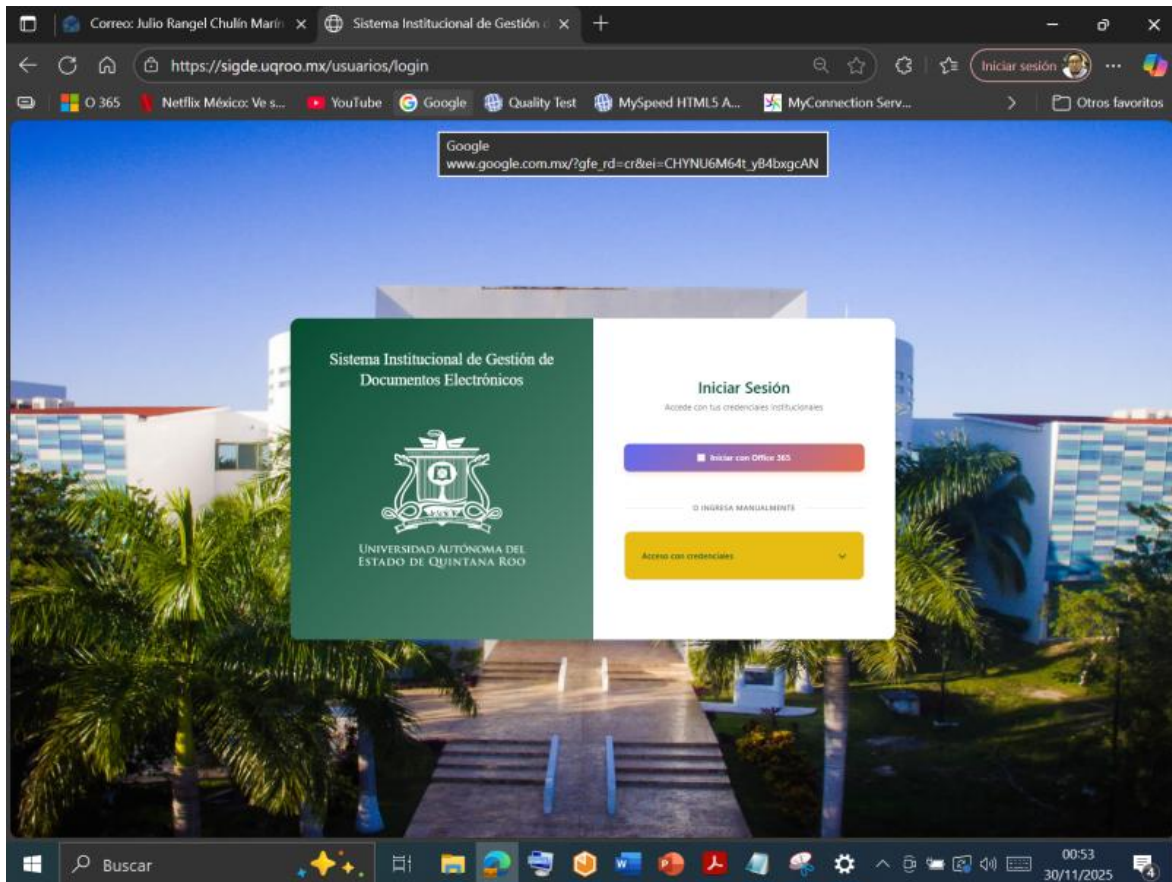 Correo: Julio Rangel Chulín Marín
Sistema Institucional de Gestión d
https://sigde.uqroo.mx/usuarios/login
Iniciar sesión
O 365
Netflix México: Ve s...
YouTube
Google
Quality Test
MySpeed HTML5 A...
MyConnection Serv...
Otros favoritos
Google
www.google.com.mx/?gfe_rd=cr&ei=CHYNU6M64t_yB4bxgcAN
Sistema Institucional de Gestión de
Documentos Electrónicos
UNIVERSIDAD AUTÓNOMA DEL
ESTADO DE QUINTANA ROO
Iniciar Sesión
Accede con tus credenciales institucionales
Iniciar con Office 365
O INGRESA MANUALMENTE
Acceso con credenciales
Buscar
00:53
30/11/2025
4